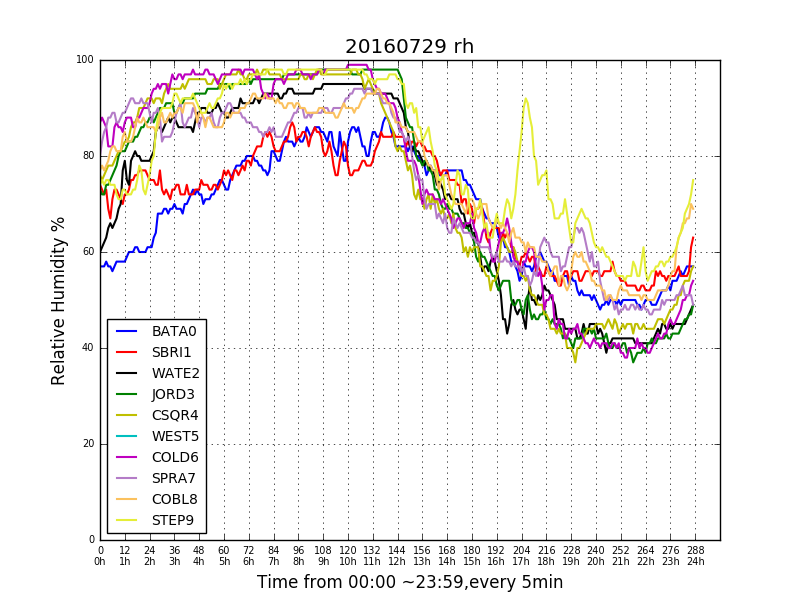 20160729 rh
Relative Humidity %
100
80
60
40
20
0
BATA0
SBRI1
WATE2
JORD3
CSQR4
WEST5
COLD6
SPRA7
COBL8
STEP9
0 12 24 36 48 60 72 84 96 108 120 132 144 156 168 180 192 204 216 228 240 252 264 276 288
0h 1h 2h 3h 4h 5h 6h 7h 8h 9h 10h 11h 12h 13h 14h 15h 16h 17h 18h 19h 20h 21h 22h 23h 24h
Time from 00:00 ~23:59,every 5min